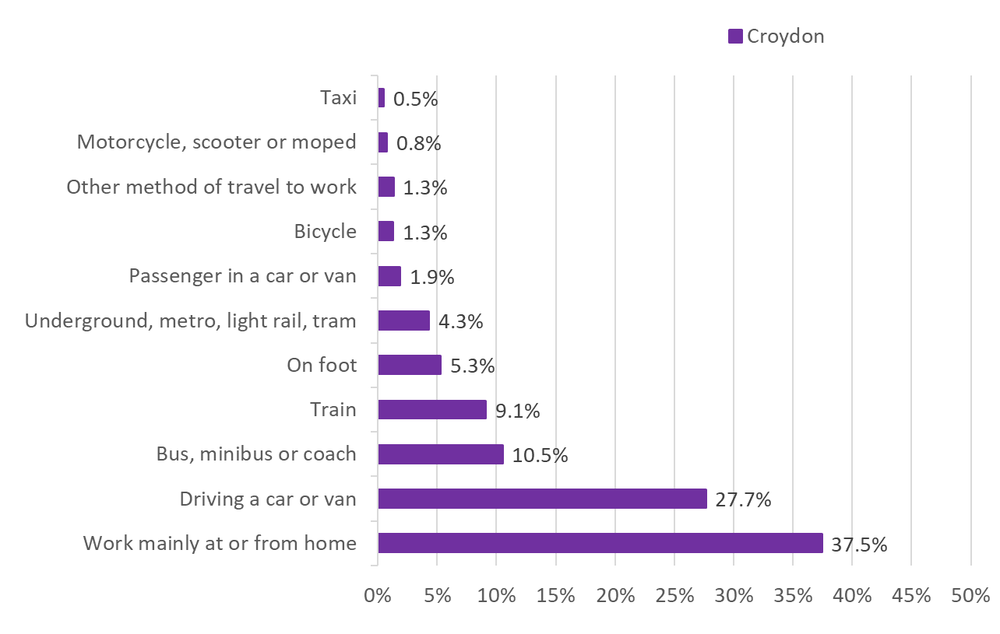 Croydon
Taxi 0.5%
Motorcycle, scooter or moped 0.8%
Other method of travel to work 1.3%
Bicycle 1.3%
Passenger in a car or van 1.9%
Underground, metro, light rail, tram 4.3%
On foot 5.3%
Train 9.1%
Bus, minibus or coach 10.5%
Driving a car or van 27.7%
Work mainly at or from home 37.5%
0% 5% 10% 15% 20% 25% 30% 35% 40% 45% 50%